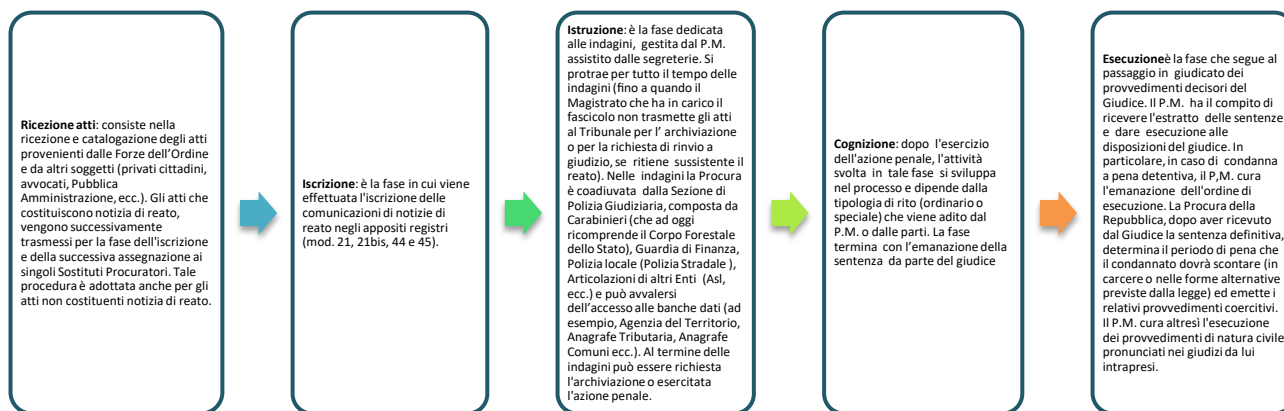 Ricezione atti: consiste nella
ricezione e catalogazione degli atti
provenienti dalle Forze dell'Ordine
e da altri soggetti (privati cittadini,
avvocati, Pubblica
Amministrazione, ecc.). Gli atti che
costituiscono notizia di reato,
vengono successivamente
trasmessi per la fase dell'iscrizione
e della successiva assegnazione ai
singoli Sostituti Procuratori. Tale
procedura è adottata anche per gli
atti non costituenti notizia di reato.
Iscrizione: è la fase in cui viene
effettuata l'iscrizione delle
comunicazioni di notizie di
reato negli appositi registri
(mod. 21, 21bis, 44 e 45).
Istruzione: è la fase dedicata
alle indagini, gestita dal P.M.
assistito dalle segreterie. Si
protrae per tutto il tempo delle
indagini (fino a quando il
Magistrato che ha in carico il
fascicolo non trasmette gli atti
al Tribunale per l' archiviazione
o per la richiesta di rinvio a
giudizio, se ritiene sussistente il
reato). Nelle indagini la Procura
è coadiuvata dalla Sezione di
Polizia Giudiziaria, composta da
Carabinieri (che ad oggi
ricomprende il Corpo Forestale
dello Stato), Guardia di Finanza,
Polizia locale (Polizia Stradale ),
Articolazioni di altri Enti (Asl,
ecc.) e può avvalersi
dell'accesso alle banche dati (ad
esempio, Agenzia del Territorio,
Anagrafe Tributaria, Anagrafe
Comuni ecc.). Al termine delle
indagini può essere richiesta
l'archiviazione o esercitata
l'azione penale.
Cognizione: dopo l'esercizio
dell'azione penale, l'attività
svolta in tale fase si sviluppa
nel processo e dipende dalla
tipologia di rito (ordinario o
speciale) che viene adito dal
P.M. o dalle parti. La fase
termina con l'emanazione della
sentenza da parte del giudice
Esecuzioneè la fase che segue al
passaggio in giudicato dei
provvedimenti decisori del
Giudice. Il P.M. ha il compito di
ricevere l'estratto delle sentenze
e dare esecuzione alle
disposizioni del giudice. In
particolare, in caso di condanna
a pena detentiva, il P,M. cura
l'emanazione dell'ordine di
esecuzione. La Procura della
Repubblica, dopo aver ricevuto
dal Giudice la sentenza definitiva,
determina il periodo di pena che
il condannato dovrà scontare (in
carcere o nelle forme alternative
previste dalla legge) ed emette i
relativi provvedimenti coercitivi.
Il P.M. cura altresì l'esecuzione
dei provvedimenti di natura civile
pronunciati nei giudizi da lui
intrapresi.